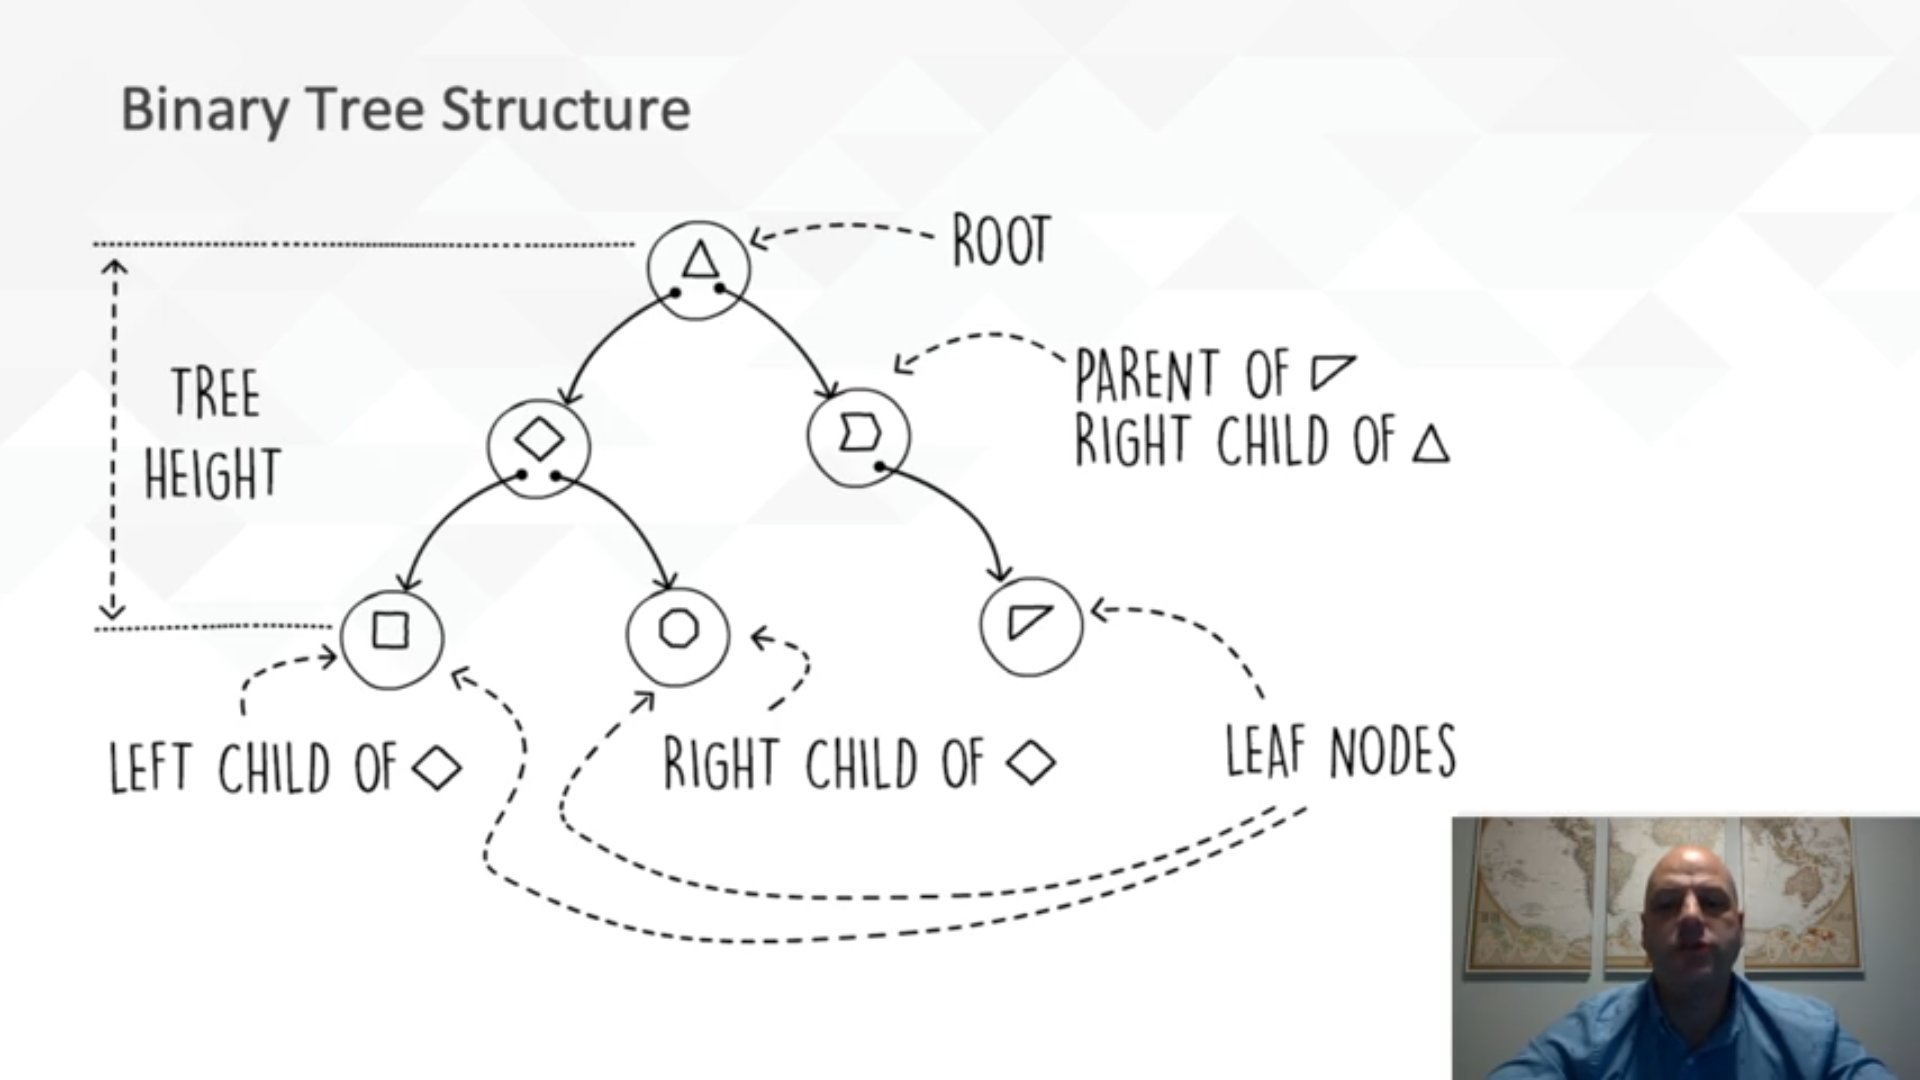 Binary Tree Structure
ROOT
PARENT OF
RIGHT CHILD OF
TREE
HEIGHT
LEFT CHILD OF
RIGHT CHILD OF
LEAF NODES